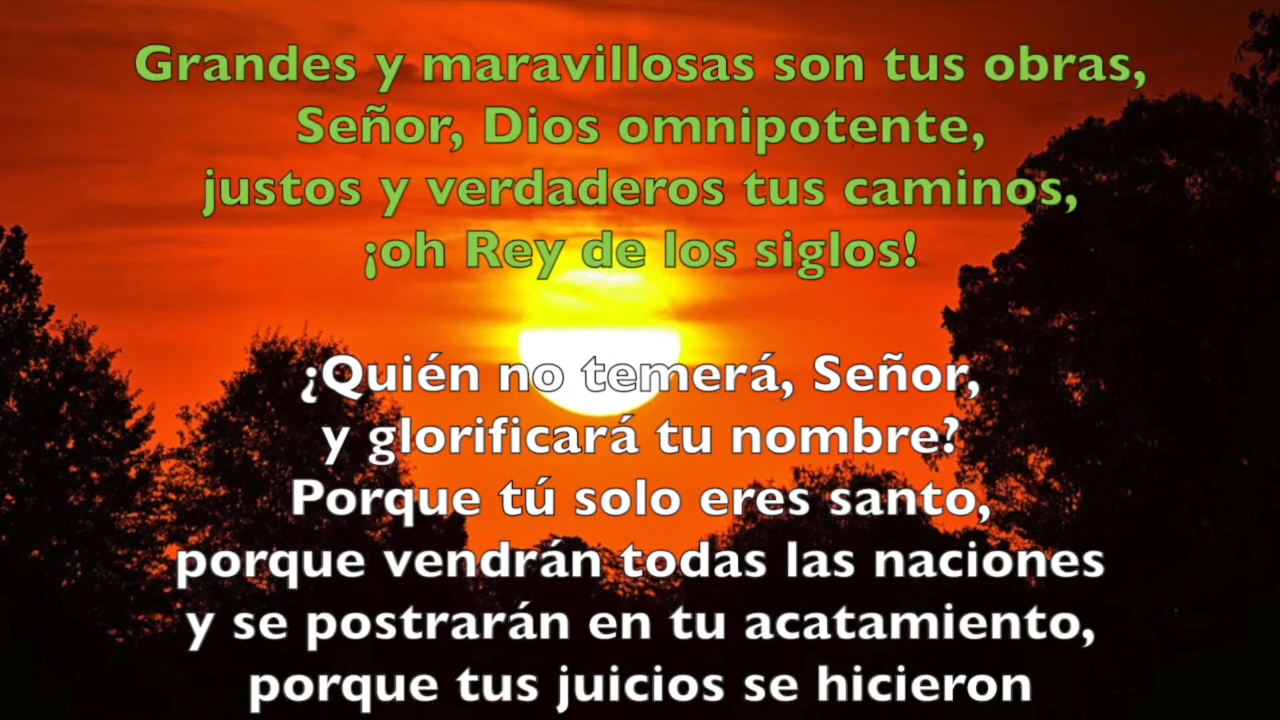 Grandes y maravillosas son tus obras,
Señor, Dios omnipotente,
justos y verdaderos tus caminos,
¡oh Rey de los siglos!
¿Quién no temerá, Señor,
y glorificará tu nombre?
Porque tú solo eres santo,
porque vendrán todas las naciones
y se postrarán en tu acatamiento,
porque tus juicios se hicieron